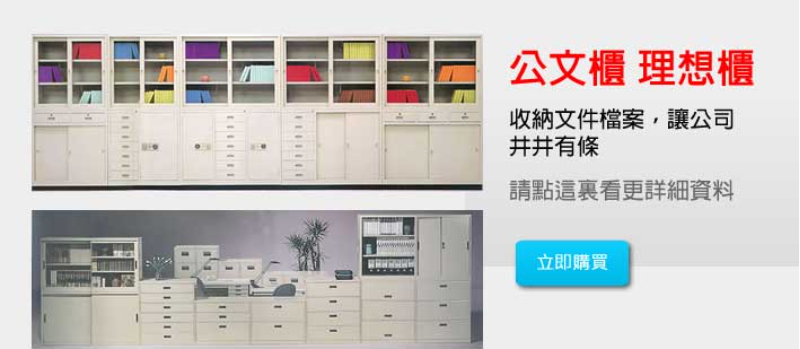 公文櫃 理想櫃
收納文件檔案，讓公司
井井有條
請點這裏看更詳細資料
立即購買